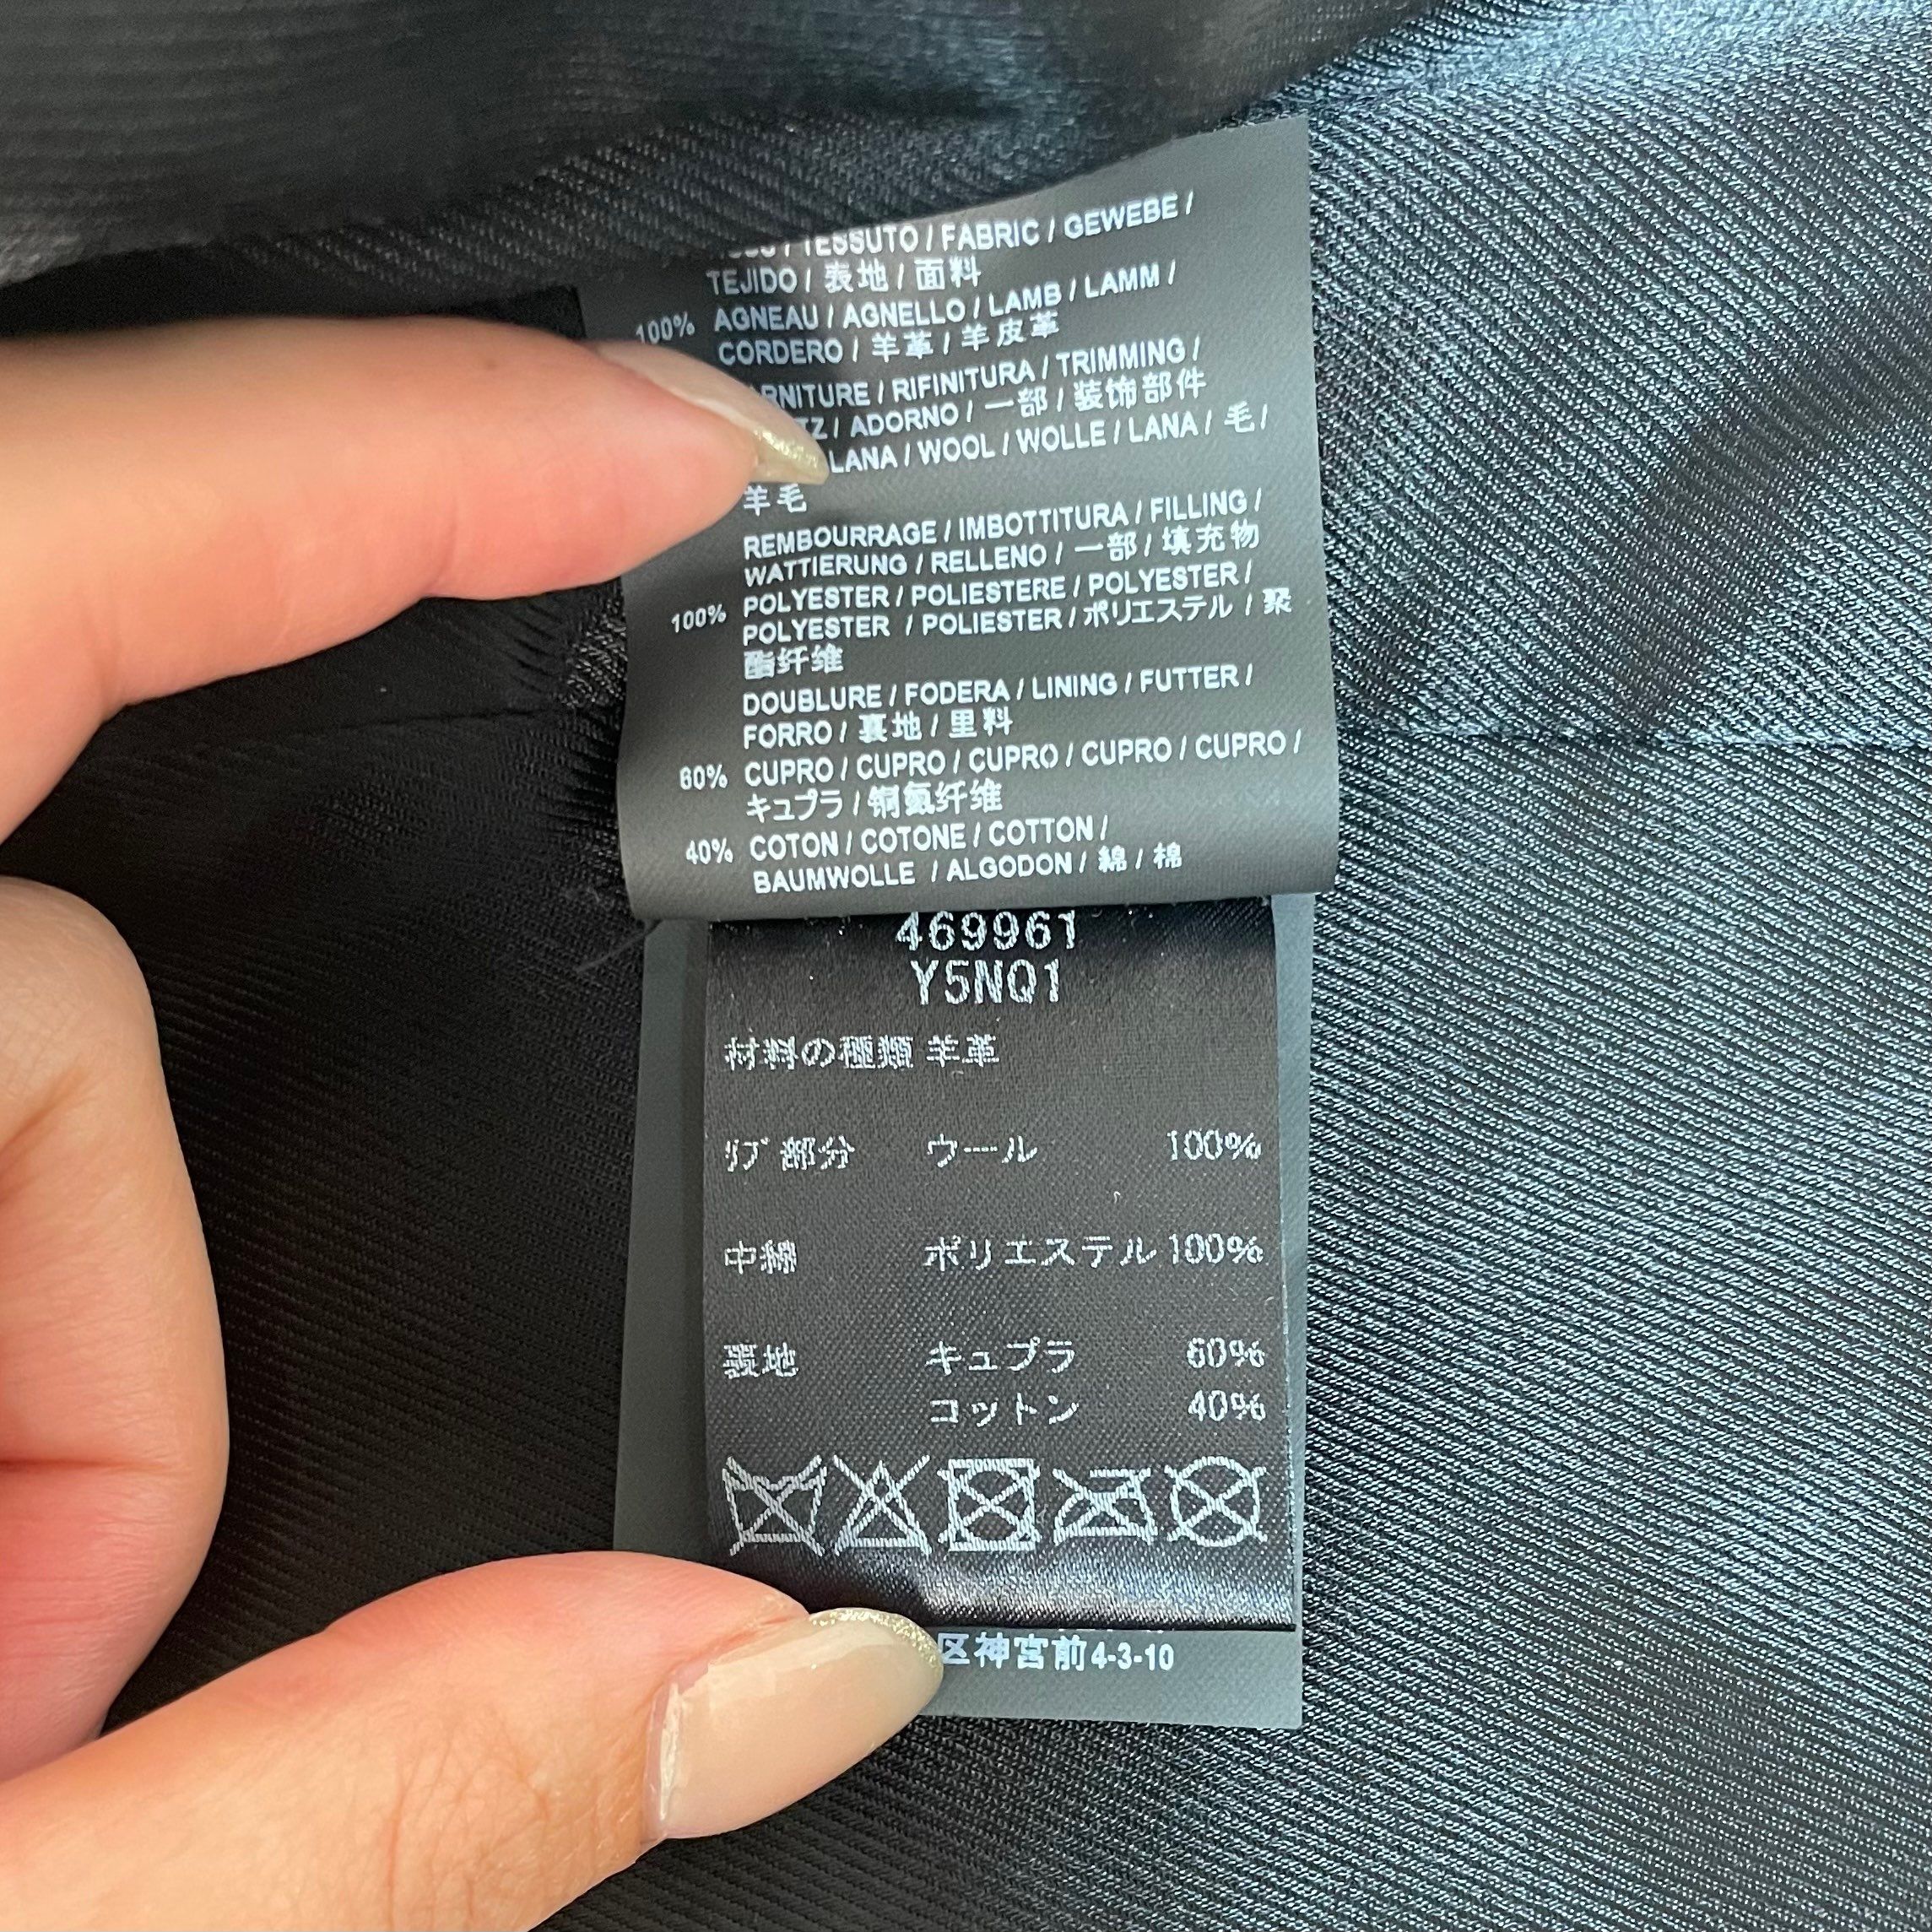 TESSUTO / FABRIC / GEWEBE /
TEJIDO / 表地 / 面料
100% AGNEAU / AGNELLO / LAMB / LAMM /
CORDERO / 羊革 / 羊皮革
RIFINITURA / TRIMMING /
ADORNO / 一部 / 装饰部件
LANA / WOOL / WOLLE / LANA / 毛 /
羊毛
REMBOURRAGE / IMBOTTITURA / FILLING /
WATTIERUNG / RELLENO / 一部 / 填充物
100% POLYESTER / POLIESTERE / POLYESTER /
POLYESTER / POLIESTER / ポリエステル / 聚
酯纤维
DOUBLURE / FODERA / LINING / FUTTER /
FORRO / 裏地 / 里料
60% CUPRO / CUPRO / CUPRO / CUPRO /
キュプラ / 铜氨纤维
40% COTON / COTONE / COTTON /
BAUMWOLLE / ALGODON / 綿 / 棉
469961
Y5NQ1
材料の種類 羊革
ﾘﾌﾞ部分 ウール 100%
中綿 ポリエステル 100%
裏地 キュプラ 60%
コットン 40%
区神宮前4-3-10